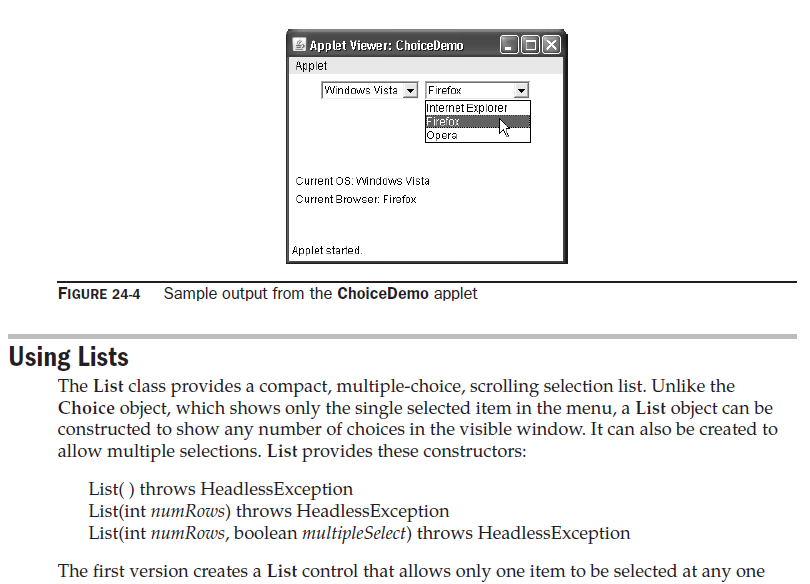 Applet Viewer: ChoiceDemo
Applet
Windows Vista Firefox
Internet Explorer
Firefox
Opera
Current OS: Windows Vista
Current Browser: Firefox
Applet started.
FIGURE 24-4 Sample output from the ChoiceDemo applet
Using Lists
The List class provides a compact, multiple-choice, scrolling selection list. Unlike the
Choice object, which shows only the single selected item in the menu, a List object can be
constructed to show any number of choices in the visible window. It can also be created to
allow multiple selections. List provides these constructors:
List( ) throws HeadlessException
List(int numRows) throws HeadlessException
List(int numRows, boolean multipleSelect) throws HeadlessException
The first version creates a List control that allows only one item to be selected at any one